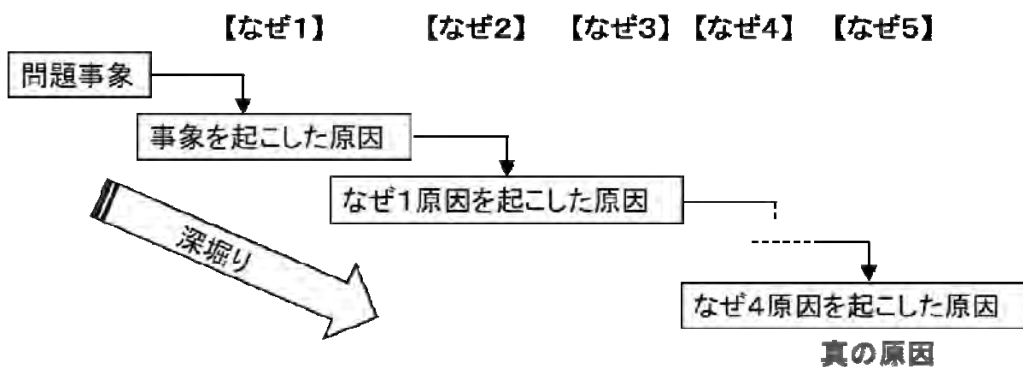 【なぜ1】 【なぜ2】 【なぜ3】 【なぜ4】 【なぜ5】
問題事象
事象を起こした原因
なぜ1原因を起こした原因
深堀り
なぜ4原因を起こした原因
真の原因